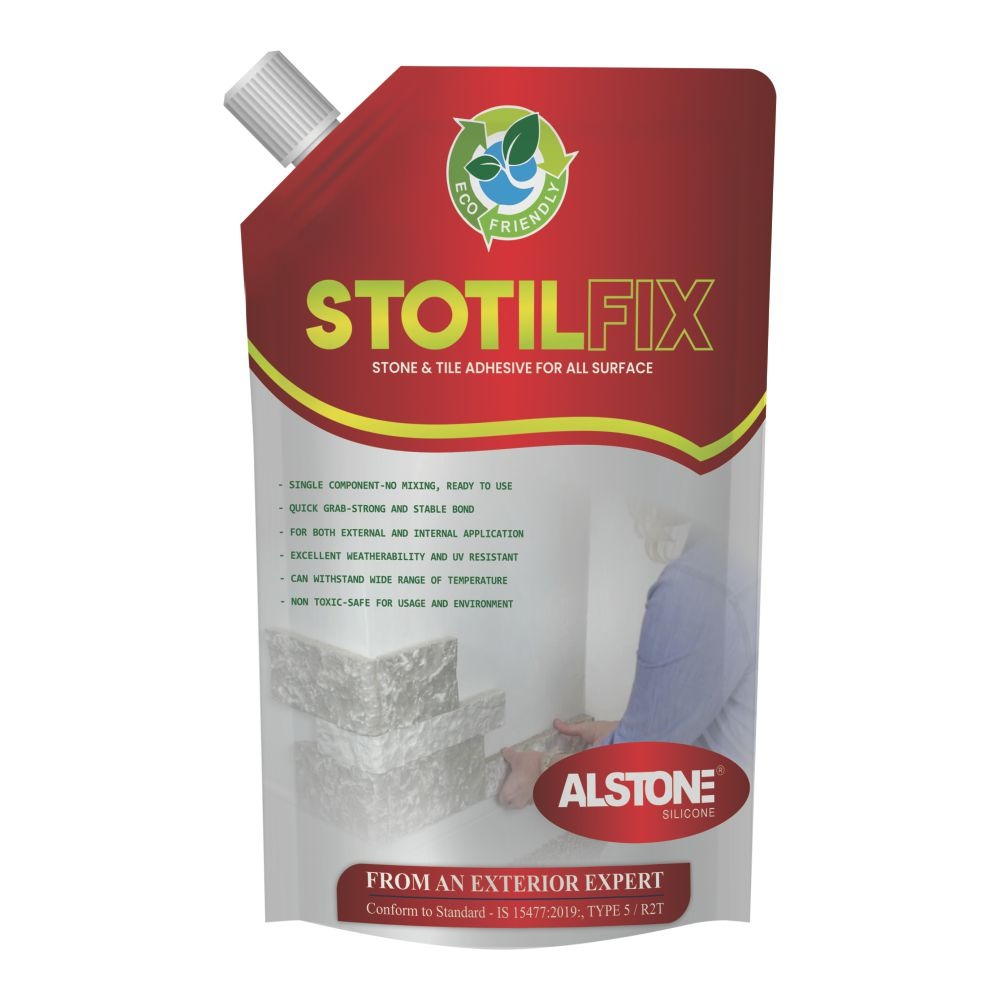 ECO FRIENDLY
STOTILFIX
STONE & TILE ADHESIVE FOR ALL SURFACE
- SINGLE COMPONENT-NO MIXING, READY TO USE
- QUICK GRAB-STRONG AND STABLE BOND
- FOR BOTH EXTERNAL AND INTERNAL APPLICATION
- EXCELLENT WEATHERABILITY AND UV RESISTANT
- CAN WITHSTAND WIDE RANGE OF TEMPERATURE
- NON TOXIC-SAFE FOR USAGE AND ENVIRONMENT
ALSTONE®
SILICONE
FROM AN EXTERIOR EXPERT
Conform to Standard - IS 15477:2019:, TYPE 5 / R2T